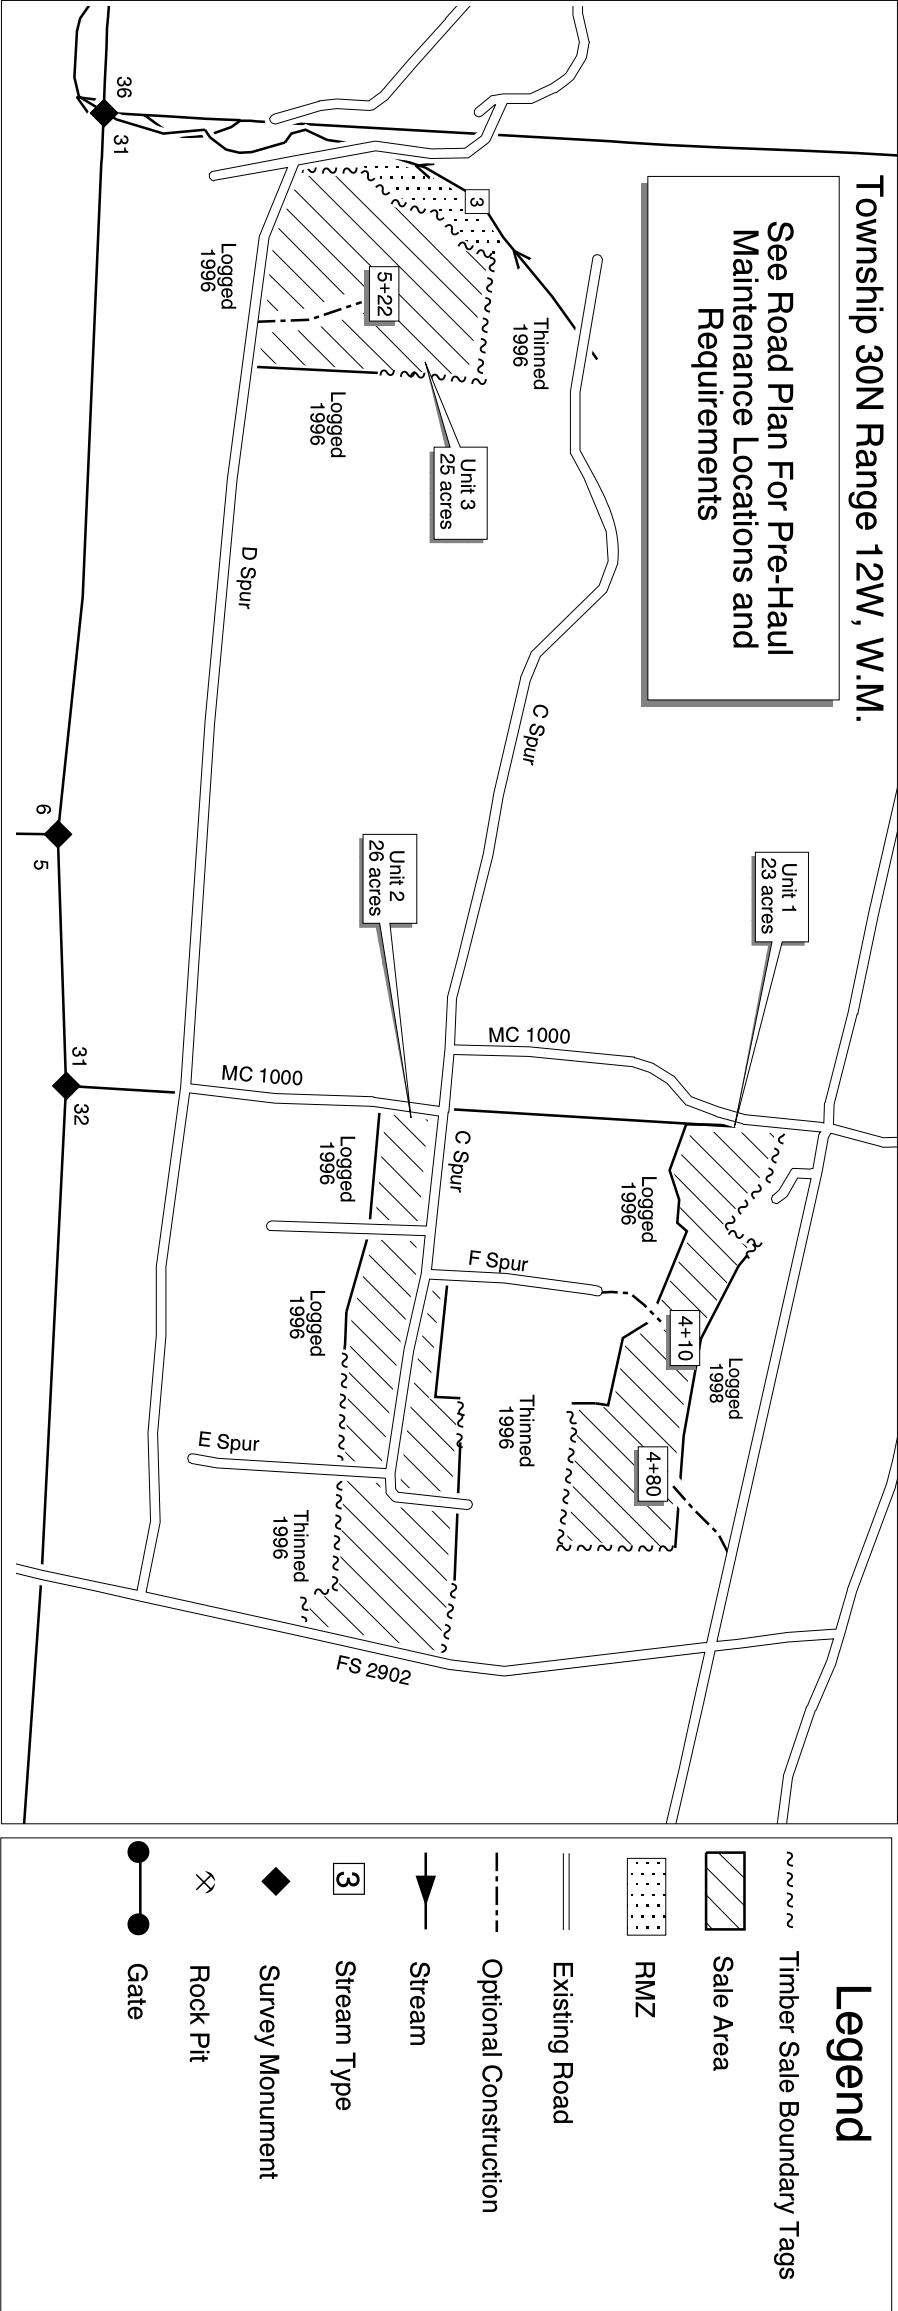 Township 30N Range 12W, W.M.
See Road Plan For Pre-Haul
Maintenance Locations and
Requirements
36
31
3
Thinned
1996
5+22
Logged
1996
Logged
1996
Unit 3
25 acres
D Spur
C Spur
6
5
Unit 1
23 acres
Unit 2
26 acres
MC 1000
MC 1000
31
32
C Spur
Logged
1996
Logged
1996
F Spur
Logged
1996
4+10
Logged
1998
Thinned
1996
4+80
E Spur
Thinned
1996
FS 2902
Legend
Timber Sale Boundary Tags
Sale Area
RMZ
Existing Road
Optional Construction
Stream
3
Stream Type
Survey Monument
Rock Pit
Gate